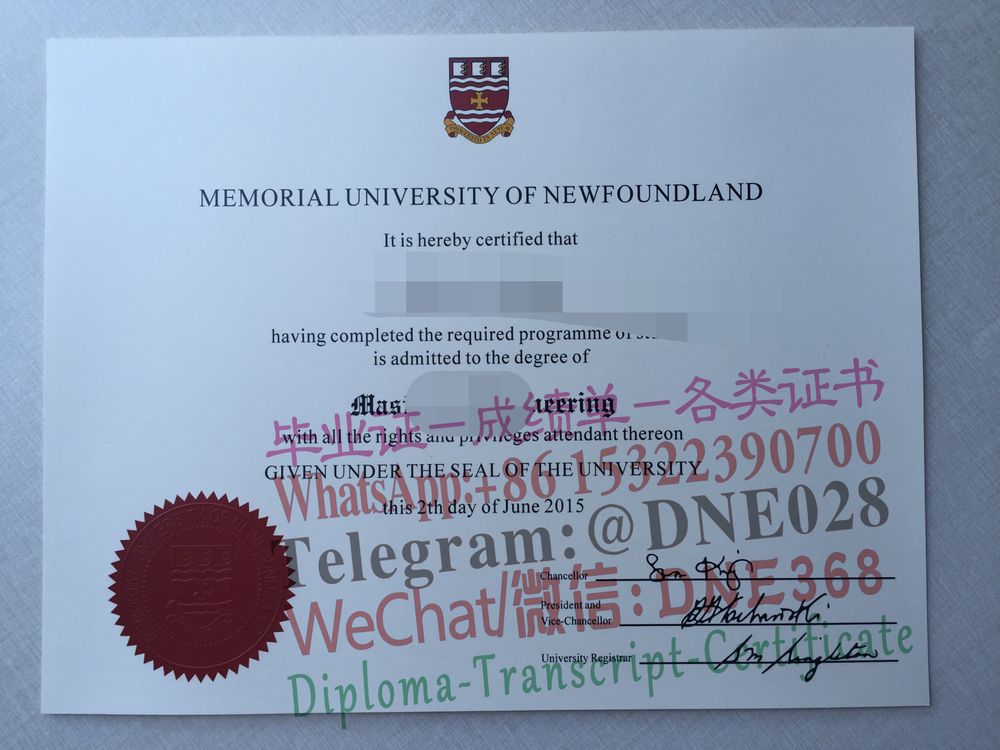 MEMORIAL UNIVERSITY OF NEWFOUNDLAND
It is hereby certified that
having completed the required programme of
is admitted to the degree of
毕业证一成绩单一各类证书
with all the rights and privileges attendant thereon
GIVEN UNDER THE SEAL OF THE UNIVERSITY
WhatsApp:+86 15322390700
this 2th day of June 2015
Telegram:@DNE028
Chancellor
WeChat/微信:DNE368
President and
Vice-Chancellor
University Registrar
Diploma-Transcript-Certificate